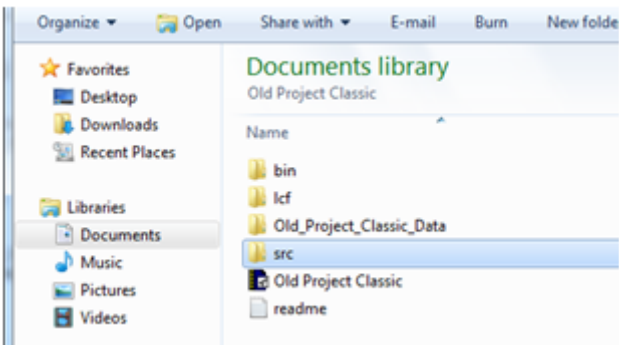 Organize Open Share with E-mail Burn New folde
Favorites
Desktop
Downloads
Recent Places
Libraries
Documents
Music
Pictures
Videos
Documents library
Old Project Classic
Name
bin
lcf
Old_Project_Classic_Data
src
Old Project Classic
readme